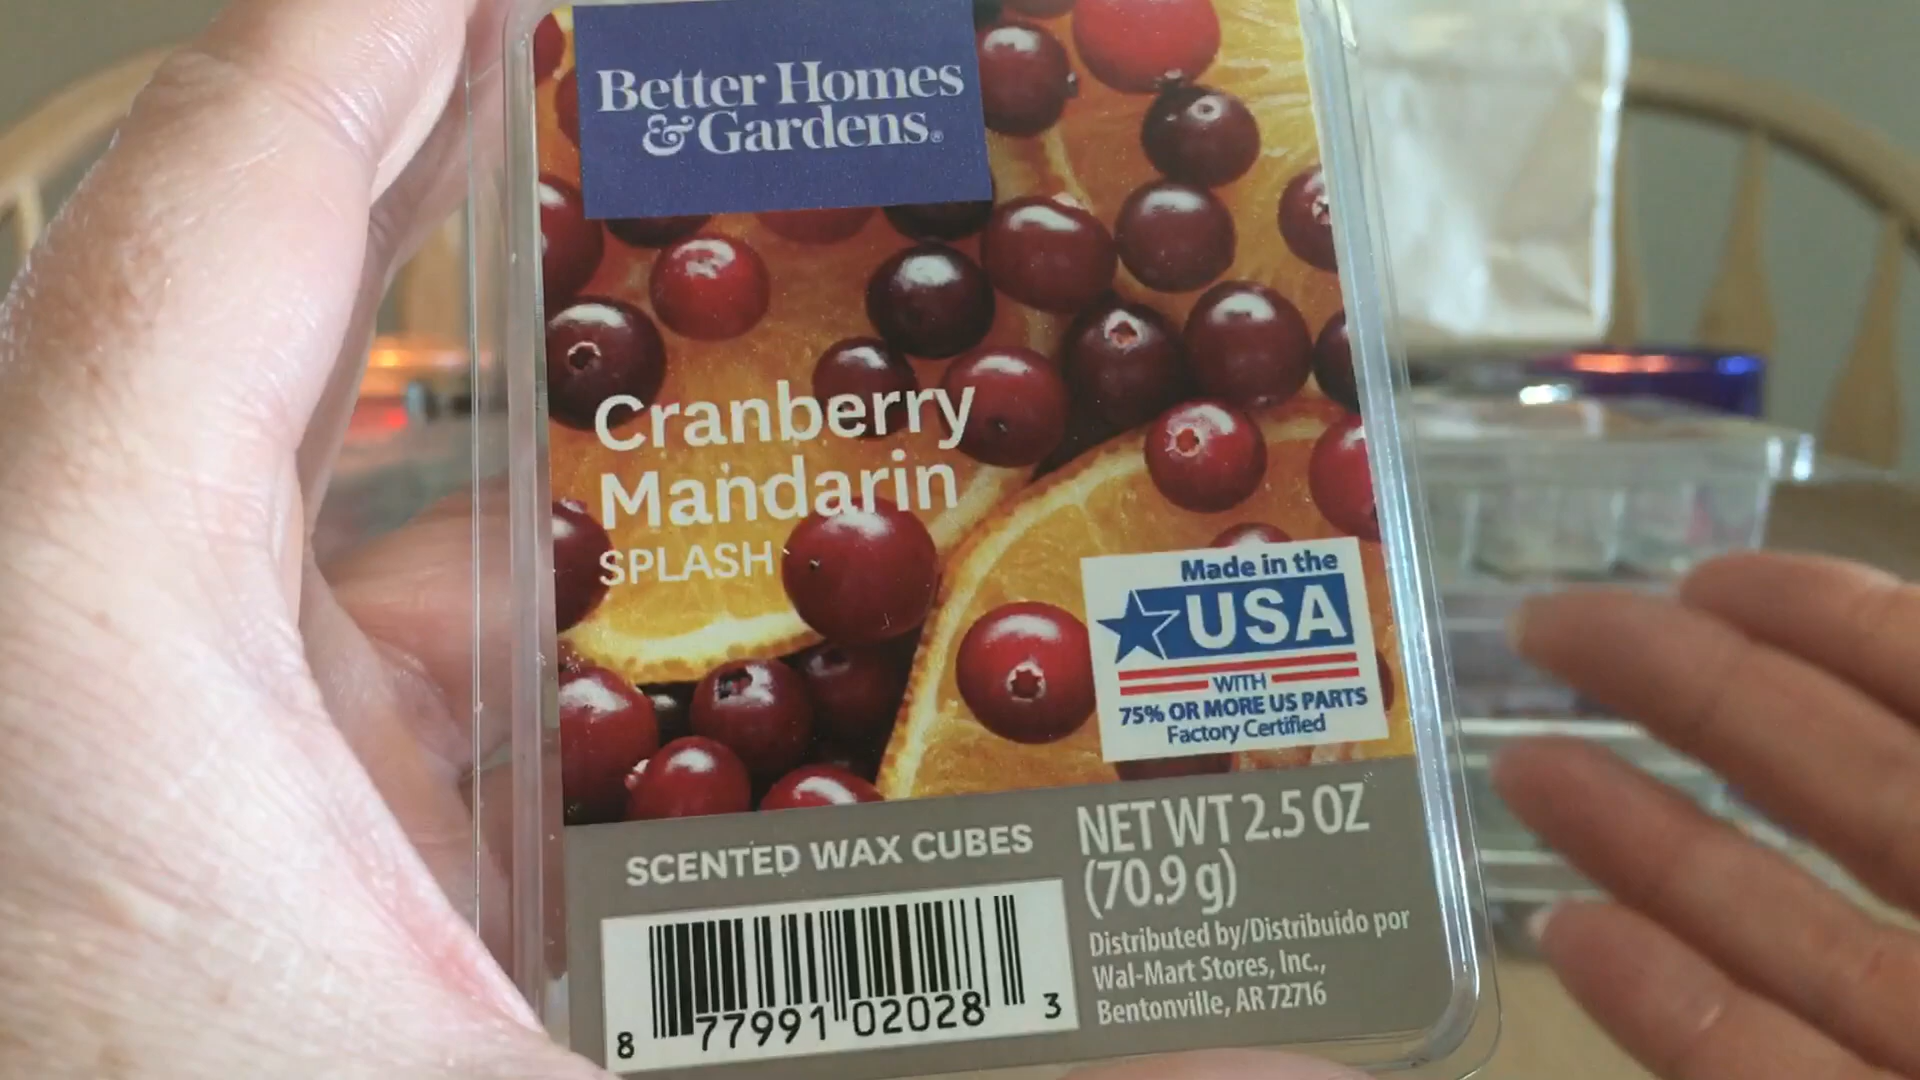 Better Homes
& Gardens®
Cranberry
Mandarin
SPLASH
Made in the
USA
WITH
75% OR MORE US PARTS
Factory Certified
SCENTED WAX CUBES
NET WT 2.5 OZ
(70.9 g)
Distributed by/Distribuido por
Wal-Mart Stores, Inc.,
Bentonville, AR 72716
8 77991 02028 3